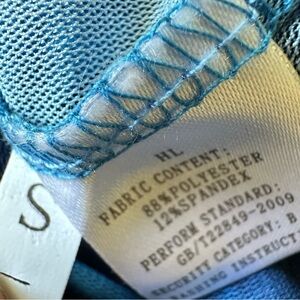 S
HL
FABRIC CONTENT:
88%POLYESTER
12%SPANDEX
PERFORM STANDARD:
GB/T22849-2009
SECURITY CATEGORY: B